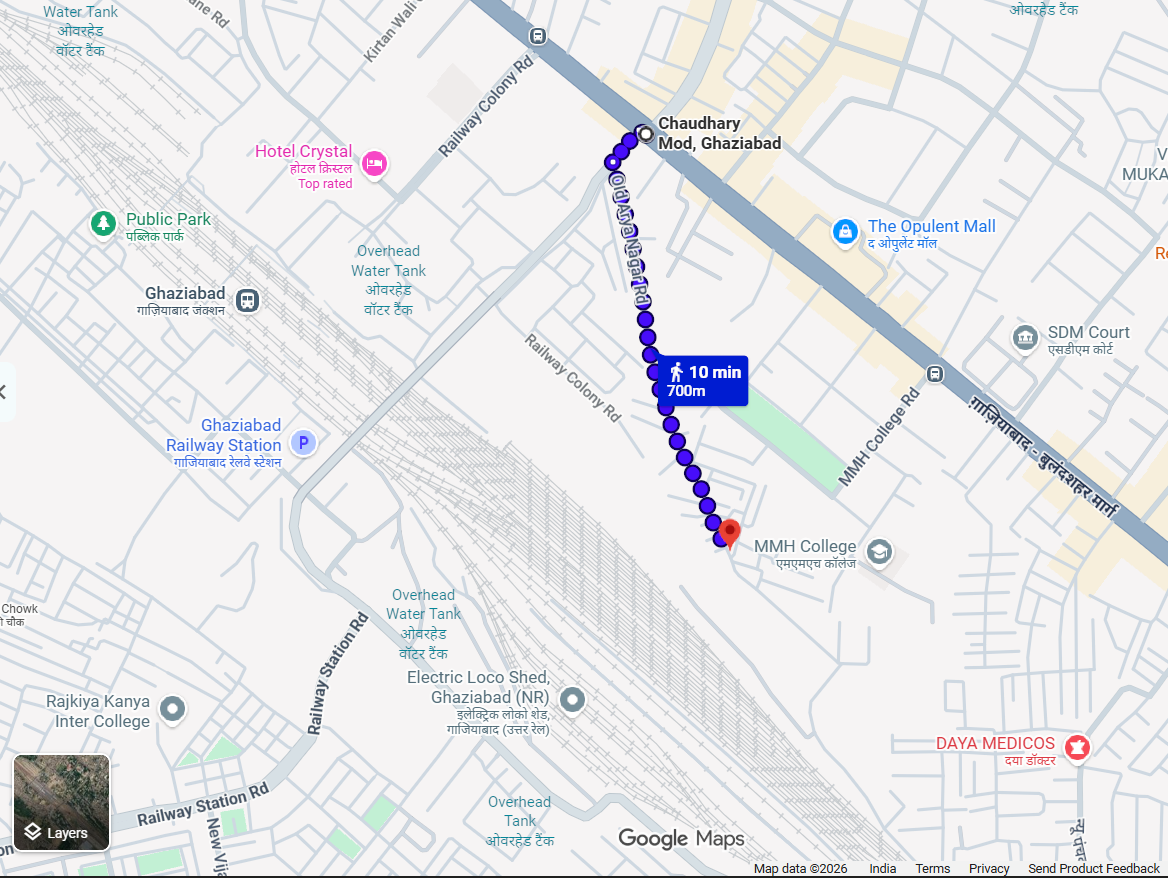 Water Tank
ओवरहेड
वॉटर टैंक
ane Rd
Kirtan Wali
ओवरहेड टैंक
Railway Colony Rd
Chaudhary
Mod, Ghaziabad
Hotel Crystal
होटल क्रिस्टल
Top rated
MUKA
Old Arya Nagar Rd
Public Park
पब्लिक पार्क
The Opulent Mall
द ओपुलेंट मॉल
Overhead
Water Tank
ओवरहेड
वॉटर टैंक
Ghaziabad
गाज़ियाबाद जंक्शन
SDM Court
एसडीएम कोर्ट
Railway Colony Rd
10 min
700m
MMH College Rd
ग़ाज़ियाबाद - बुलंदशहर मार्ग
Ghaziabad
Railway Station
गाजियाबाद रेलवे स्टेशन
P
MMH College
एमएमएच कॉलेज
Chowk
चौक
Overhead
Water Tank
ओवरहेड
वॉटर टैंक
Railway Station Rd
Electric Loco Shed,
Ghaziabad (NR)
इलेक्ट्रिक लोको शेड,
गाजियाबाद (उत्तर रेल)
Rajkiya Kanya
Inter College
DAYA MEDICOS
दया डॉक्टर
Railway Station Rd
New Vija
Overhead
Tank
ओवरहेड टैंक
Layers
Google Maps
Map data ©2026
India
Terms
Privacy
Send Product Feedback